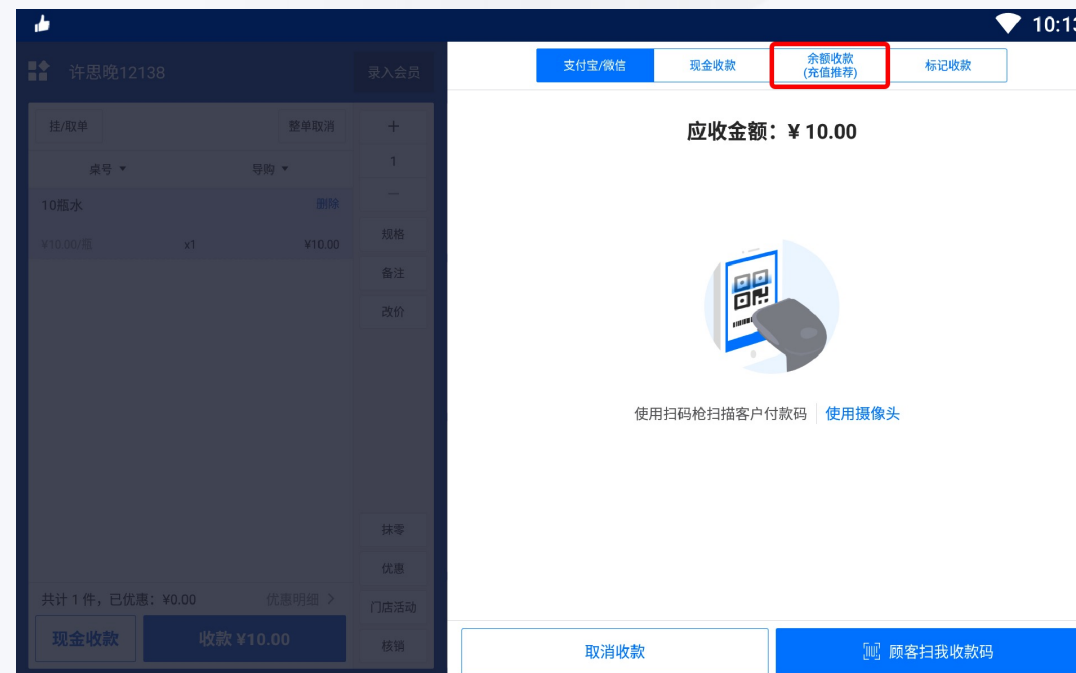 10:13
许思晚12138
录入会员
支付宝/微信
现金收款
余额收款
(充值推荐)
标记收款
挂/取单
整单取消
+
桌号
导购
1
10瓶水
删除
—
¥10.00/瓶
x1
¥10.00
规格
备注
改价
抹零
优惠
共计 1 件，已优惠：¥0.00
优惠明细 >
门店活动
现金收款
收款 ¥10.00
核销
应收金额：¥ 10.00
使用扫码枪扫描客户付款码
使用摄像头
取消收款
顾客扫我收款码